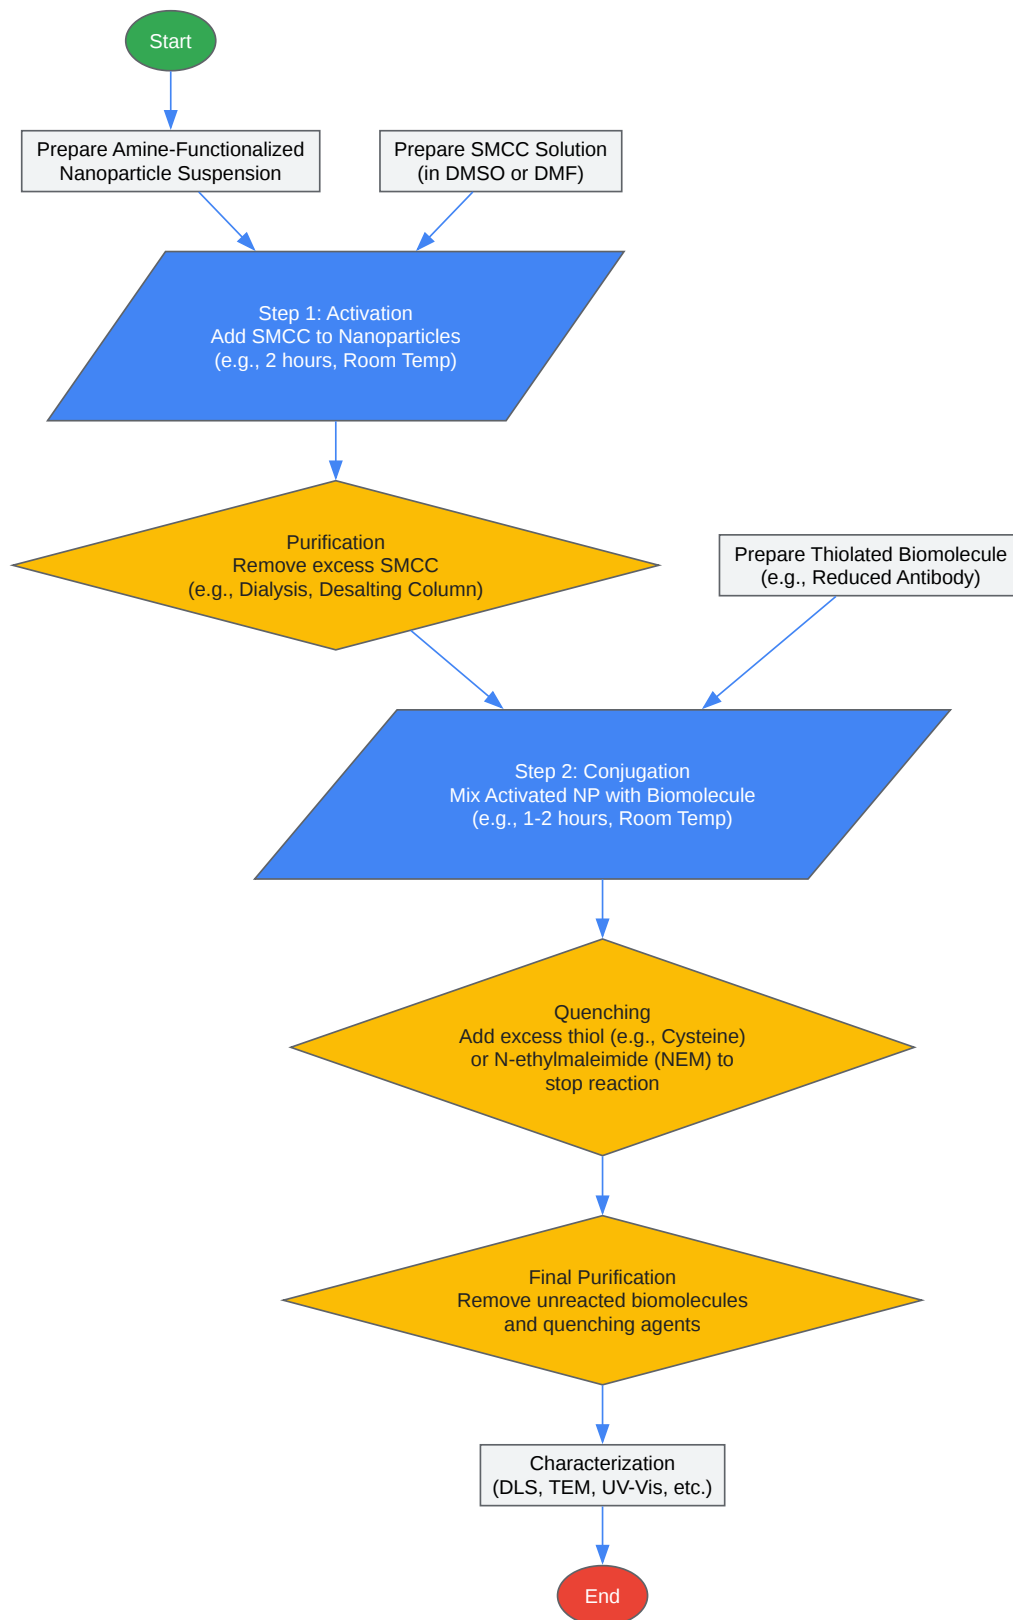 Start
Prepare Amine-Functionalized
Nanoparticle Suspension
Prepare SMCC Solution
(in DMSO or DMF)
Step 1: Activation
Add SMCC to Nanoparticles
(e.g., 2 hours, Room Temp)
Purification
Remove excess SMCC
(e.g., Dialysis, Desalting Column)
Prepare Thiolated Biomolecule
(e.g., Reduced Antibody)
Step 2: Conjugation
Mix Activated NP with Biomolecule
(e.g., 1-2 hours, Room Temp)
Quenching
Add excess thiol (e.g., Cysteine)
or N-ethylmaleimide (NEM) to
stop reaction
Final Purification
Remove unreacted biomolecules
and quenching agents
Characterization
(DLS, TEM, UV-Vis, etc.)
End